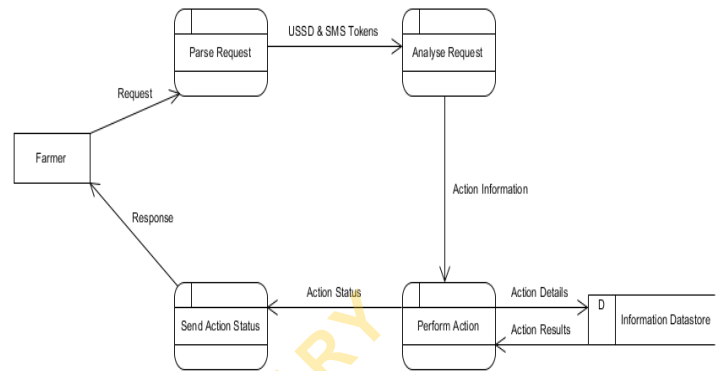 USSD & SMS Tokens
Parse Request
Analyse Request
Request
Farmer
Action Information
Response
Action Status
Action Details
D
Information Datastore
Send Action Status
Perform Action
Action Results
RY